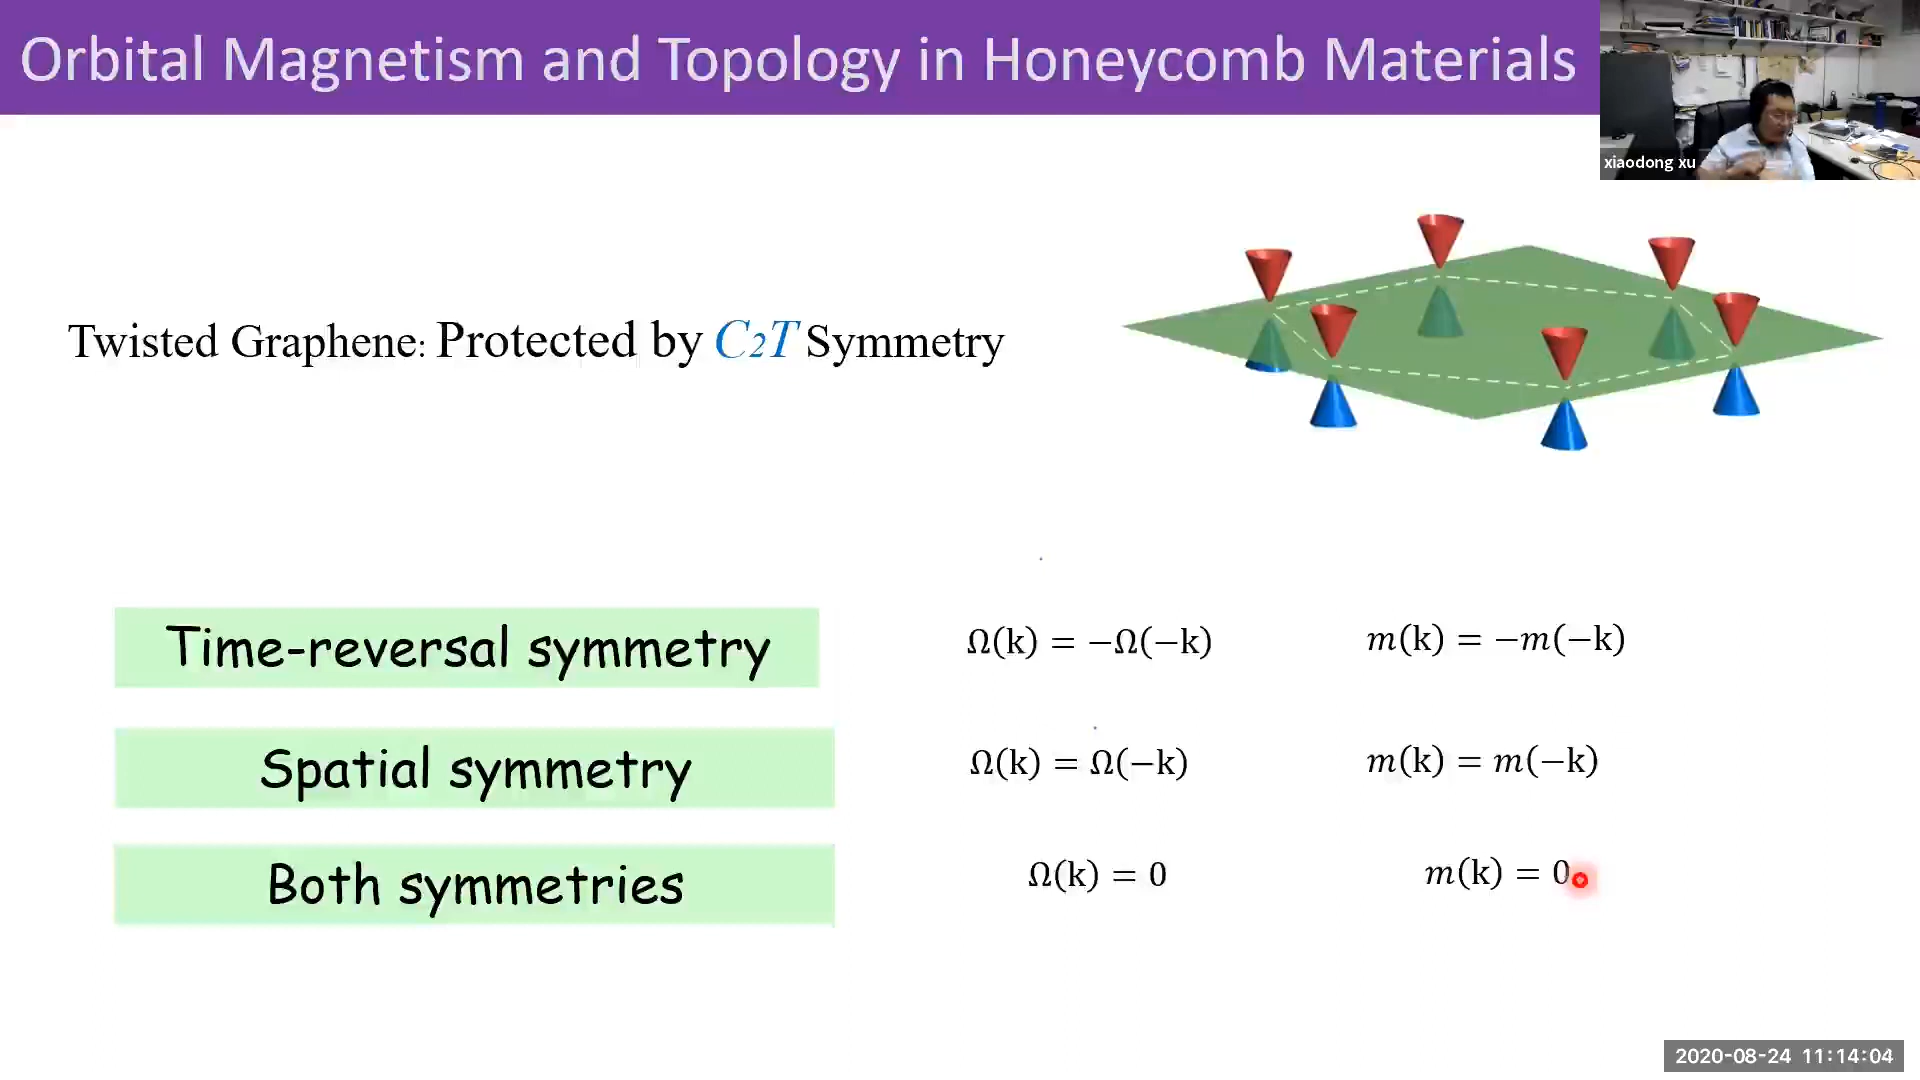 Orbital Magnetism and Topology in Honeycomb Materials
xiaodong xu
Twisted Graphene: Protected by C₂T Symmetry
Time-reversal symmetry
Ω(k) = −Ω(−k)
m(k) = −m(−k)
Spatial symmetry
Ω(k) = Ω(−k)
m(k) = m(−k)
Both symmetries
Ω(k) = 0
m(k) = 0
2020-08-24 11:14:04